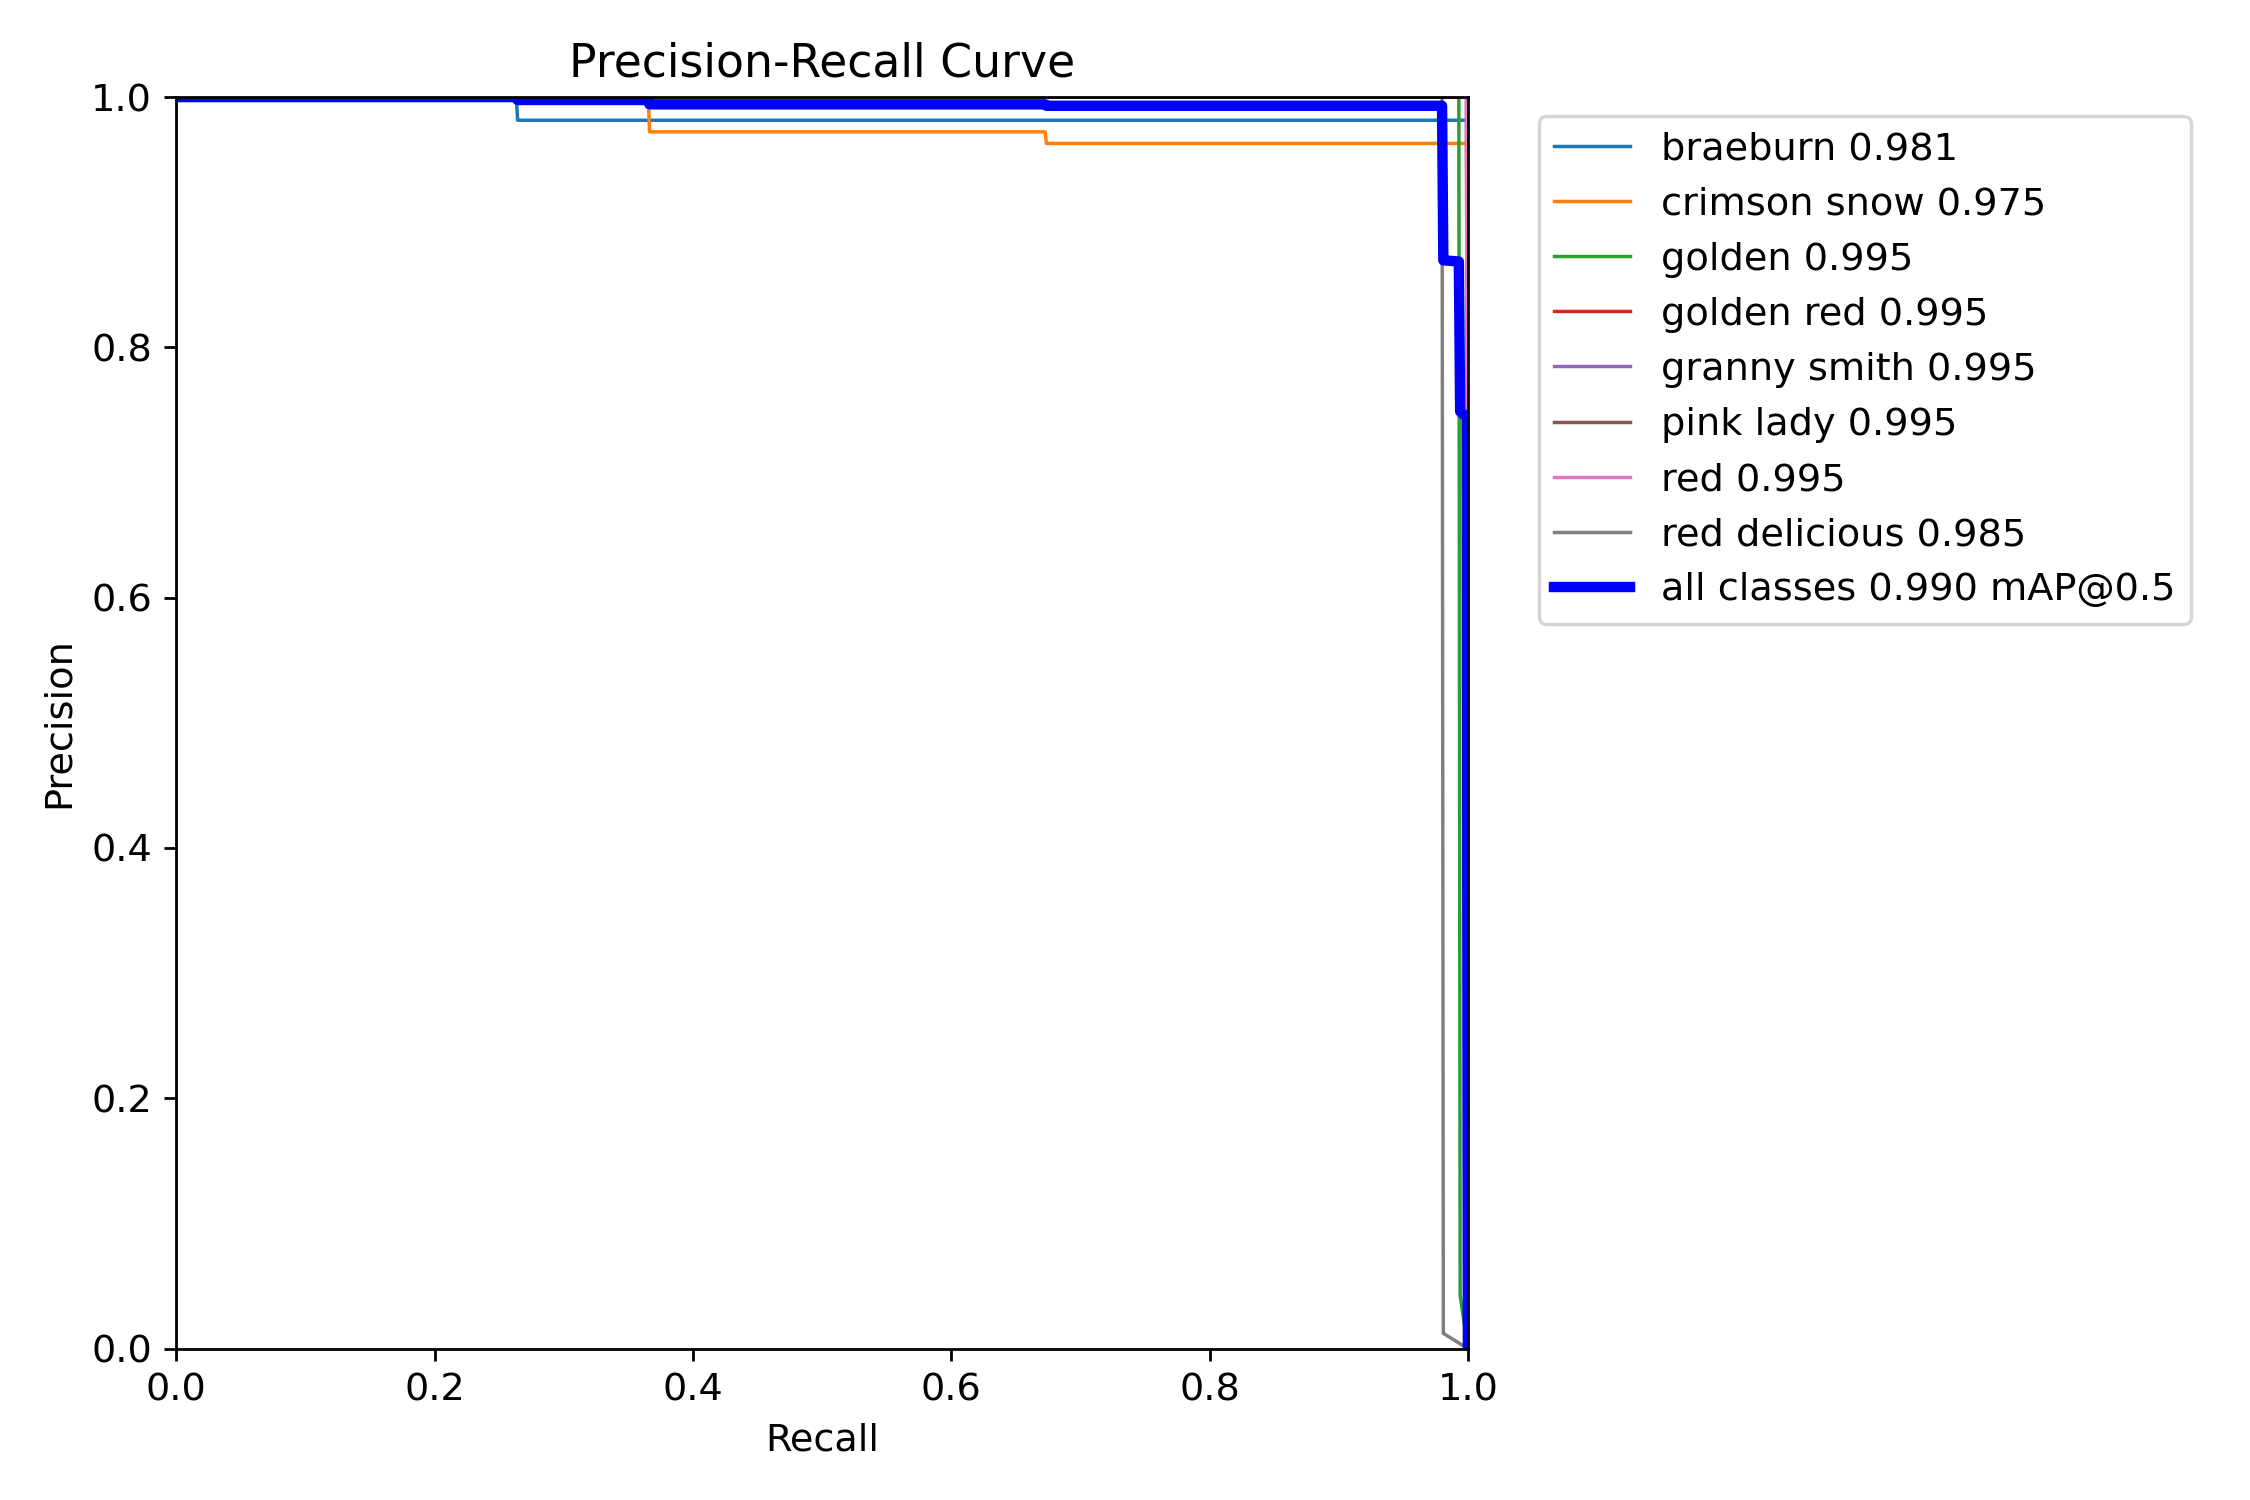 Precision-Recall Curve
1.0
0.8
0.6
0.4
0.2
0.0
Precision
0.0 0.2 0.4 0.6 0.8 1.0
Recall
braeburn 0.981
crimson snow 0.975
golden 0.995
golden red 0.995
granny smith 0.995
pink lady 0.995
red 0.995
red delicious 0.985
all classes 0.990 mAP@0.5